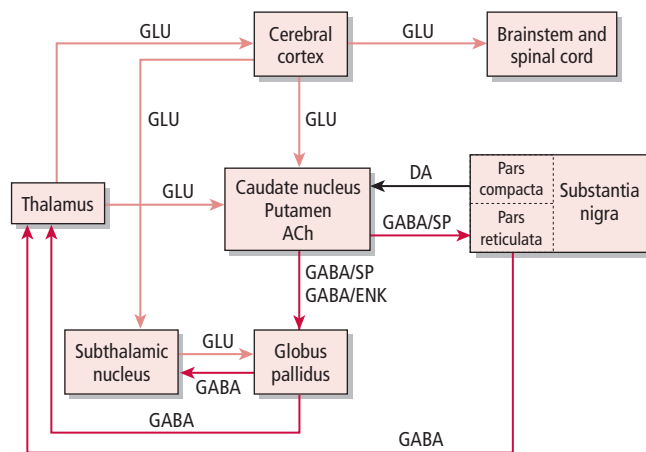 GLU
Cerebral
cortex
GLU
Brainstem and
spinal cord
GLU
GLU
Thalamus
GLU
Caudate nucleus
Putamen
ACh
DA
Pars
compacta
Substantia
nigra
GABA/SP
Pars
reticulata
GABA/SP
GABA/ENK
Subthalamic
nucleus
GLU
GABA
Globus
pallidus
GABA
GABA